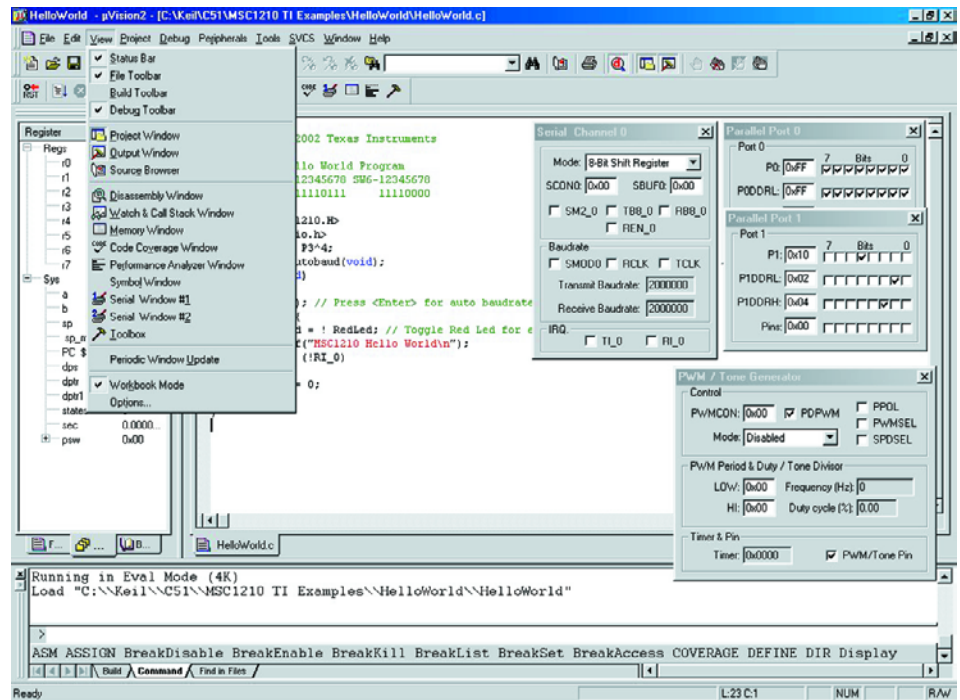 HelloWorld - µVision2 - [C:\Keil\C51\MSC1210 TI Examples\HelloWorld\HelloWorld.c]
File Edit View Project Debug Peripherals Tools SVCS Window Help
Status Bar
File Toolbar
Build Toolbar
Debug Toolbar
Project Window
Output Window
Source Browser
Disassembly Window
Watch & Call Stack Window
Memory Window
Code Coverage Window
Performance Analyzer Window
Symbol Window
Serial Window #1
Serial Window #2
Toolbox
Periodic Window Update
Workbook Mode
Options...
RST
Register
Regs
r0
r1
r2
r3
r4
r5
r6
r7
Sys
a
b
sp
sp_m
PC $
dps
dptr
dptr1
states
sec 0.0000...
psw 0x00
2002 Texas Instruments
llo World Program
12345678 SW6-12345678
11110111 11110000
1210.H>
io.h>
P3^4;
utobaud(void);
d)
); // Press <Enter> for auto baudrate
{
d = ! RedLed; // Toggle Red Led for e
f("MSC1210 Hello World\n");
(!RI_0)
= 0;
Serial Channel 0
Mode: 8-Bit Shift Register
SCON0: 0x00 SBUF0: 0x00
SM2_0 TB8_0 RB8_0
REN_0
Baudrate
SMOD0 RCLK TCLK
Transmit Baudrate: 2000000
Receive Baudrate: 2000000
IRQ
TI_0 RI_0
Parallel Port 0
Port 0
7 Bits 0
P0: 0xFF
P0DDRL: 0xFF
Parallel Port 1
Port 1
7 Bits 0
P1: 0x10
P1DDRL: 0x02
P1DDRH: 0x04
Pins: 0x00
PWM / Tone Generator
Control
PWMCON: 0x00 PDPWM PPOL
PWMSEL
Mode: Disabled SPDSEL
PWM Period & Duty / Tone Divisor
LOW: 0x00 Frequency (Hz): 0
HI: 0x00 Duty cycle (%): 0.00
Timer & Pin
Timer: 0x0000 PWM/Tone Pin
F... ... B...
HelloWorld.c
Running in Eval Mode (4K)
Load "C:\\Keil\\C51\\MSC1210 TI Examples\\HelloWorld\\HelloWorld"
>
ASM ASSIGN BreakDisable BreakEnable BreakKill BreakList BreakSet BreakAccess COVERAGE DEFINE DIR Display
Build Command Find in Files
Ready L:23 C:1 NUM R/W